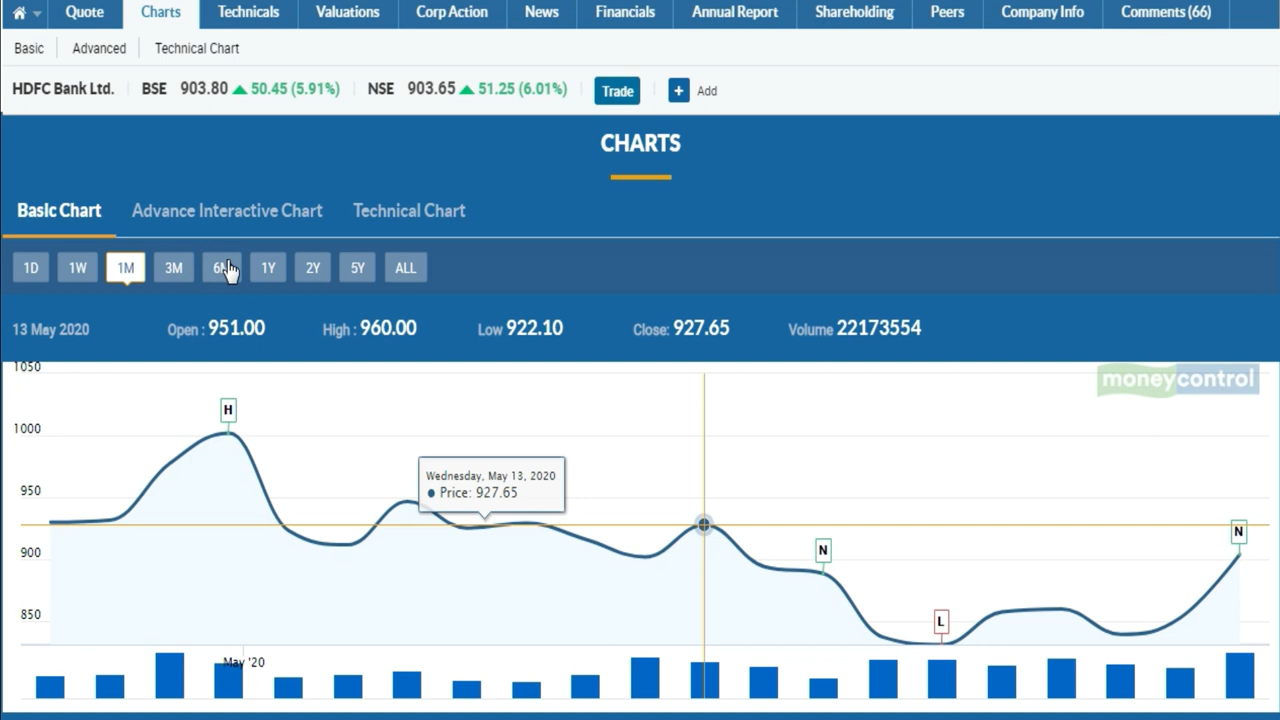 Quote Charts Technicals Valuations Corp Action News Financials Annual Report Shareholding Peers Company Info Comments (66)
Basic Advanced Technical Chart
HDFC Bank Ltd. BSE 903.80 ▲ 50.45 (5.91%) NSE 903.65 ▲ 51.25 (6.01%) Trade + Add
CHARTS
Basic Chart Advance Interactive Chart Technical Chart
1D 1W 1M 3M 6M 1Y 2Y 5Y ALL
13 May 2020 Open : 951.00 High : 960.00 Low 922.10 Close: 927.65 Volume 22173554
1050
moneycontrol
H
1000
Wednesday, May 13, 2020
950
● Price: 927.65
N
900
N
850
L
May '20